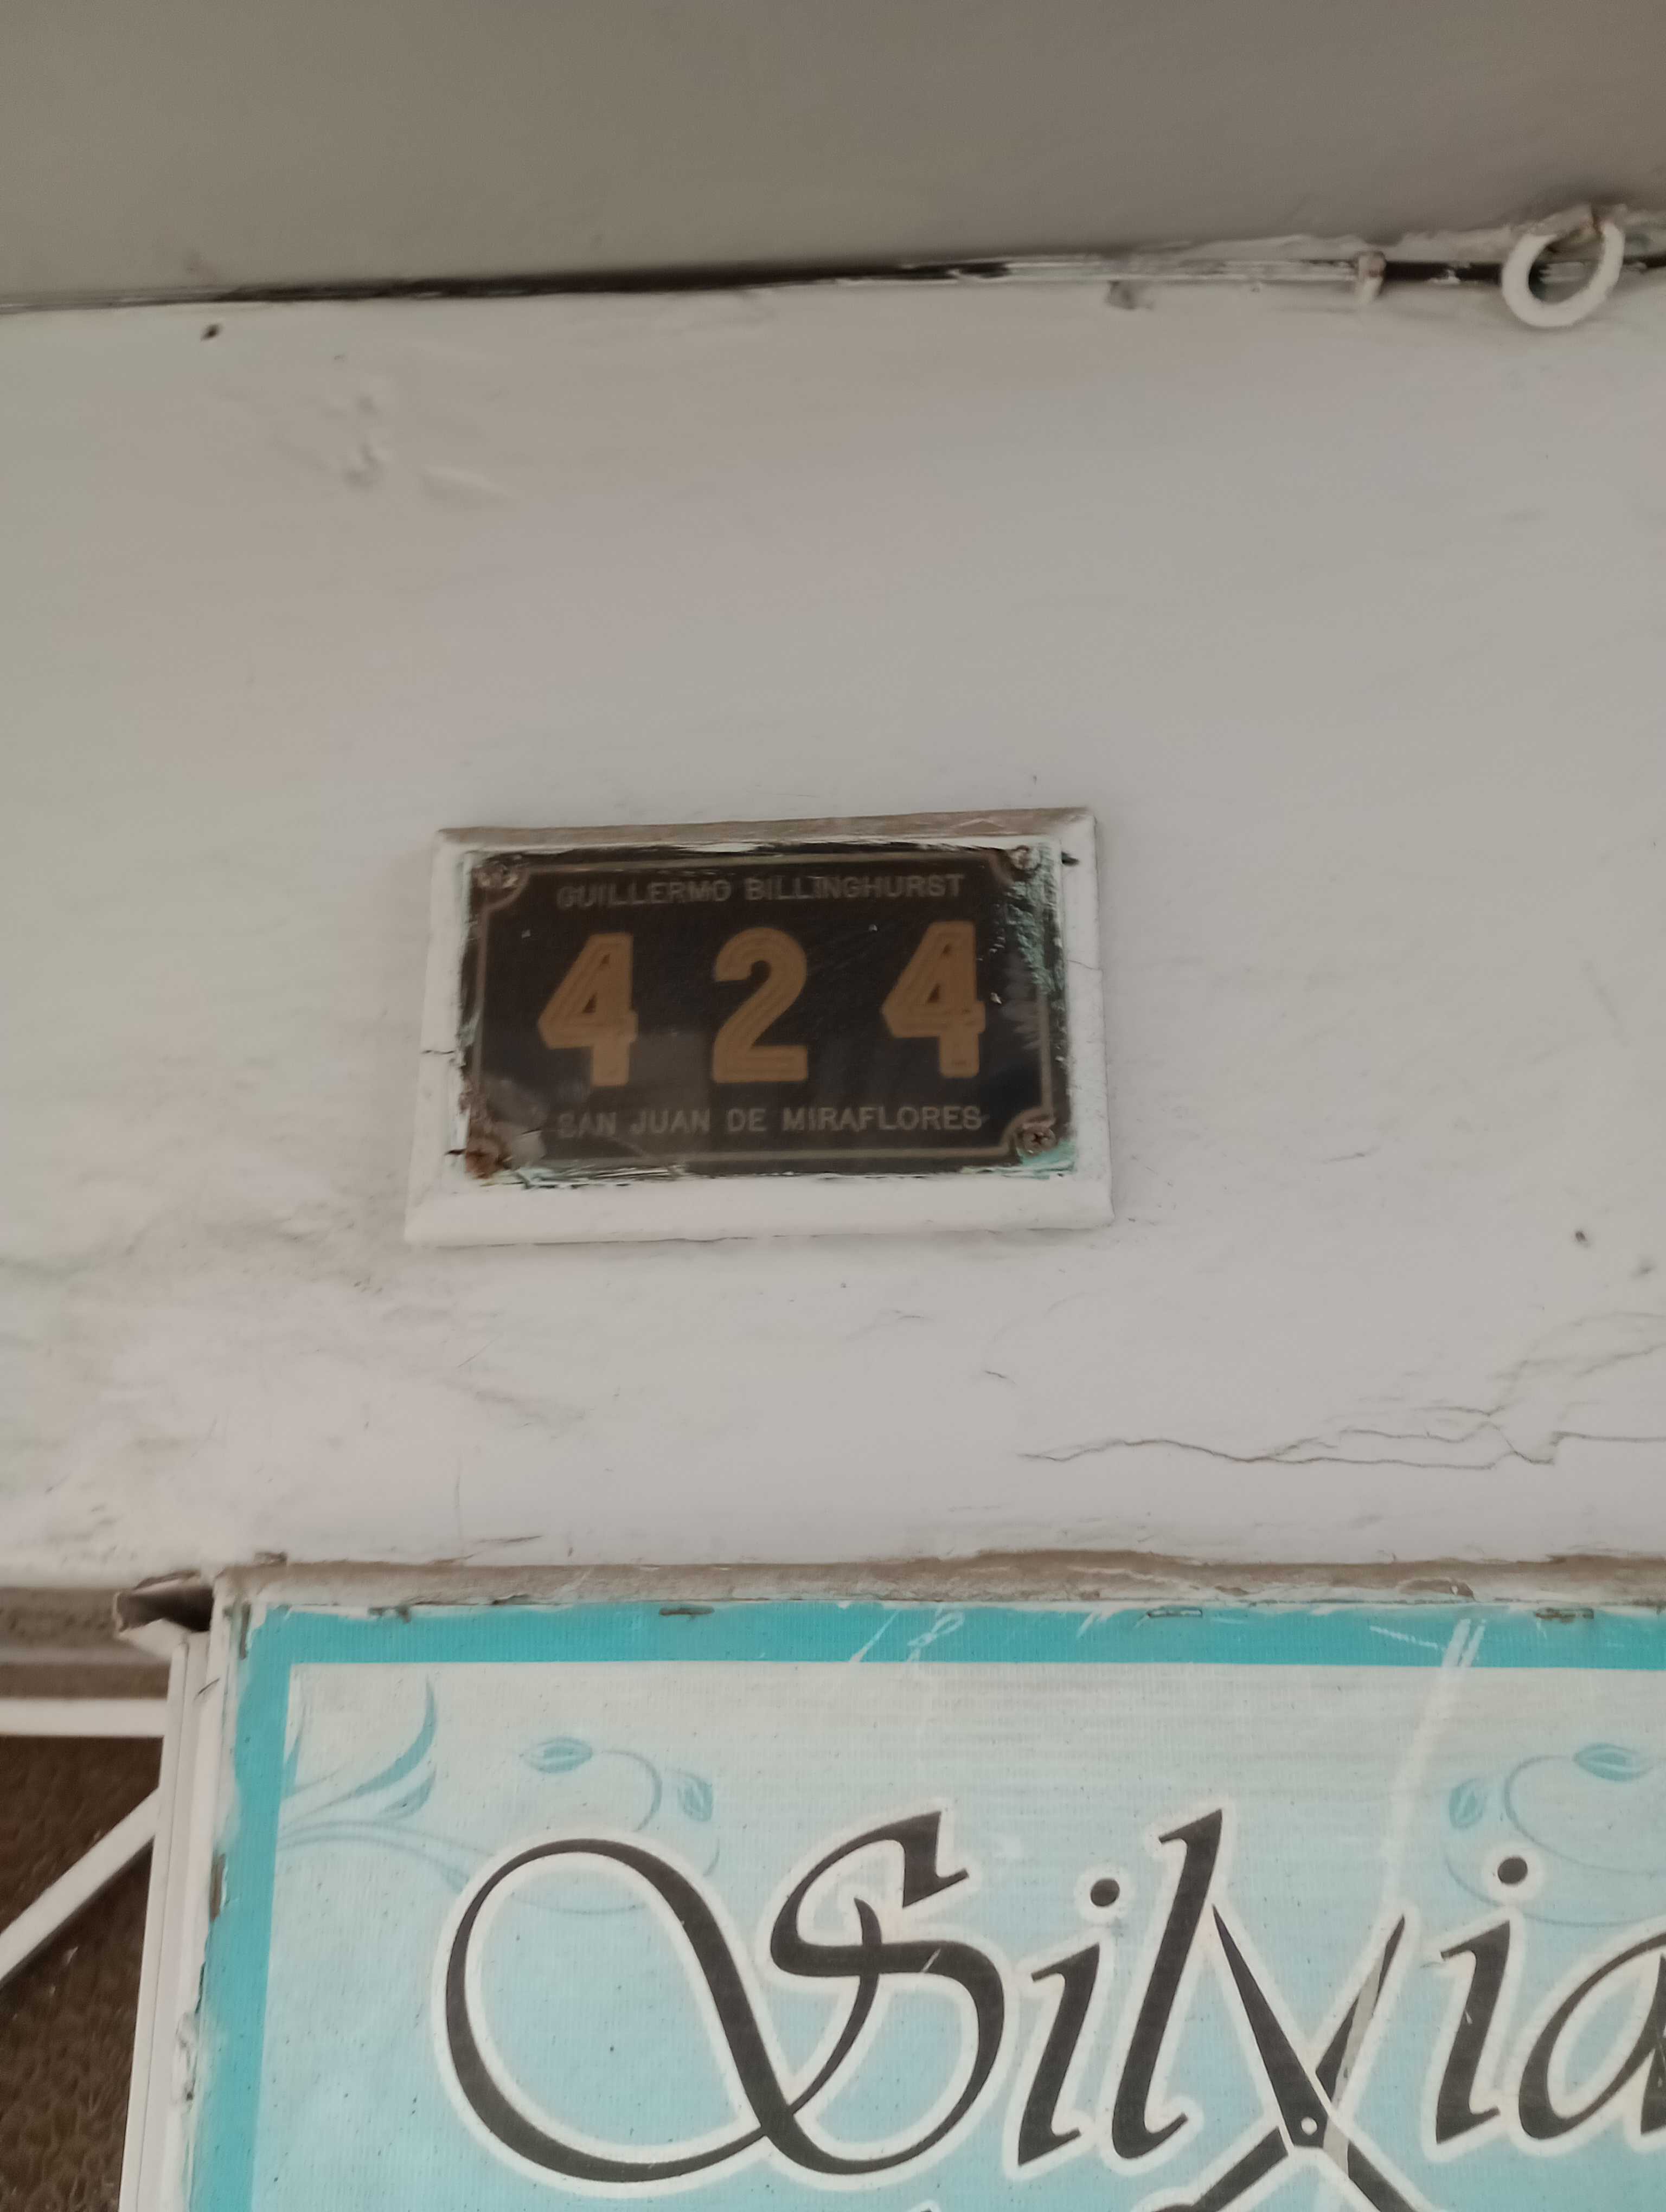 GUILLERMO BILLINGHURST
424
SAN JUAN DE MIRAFLORES
Silvia